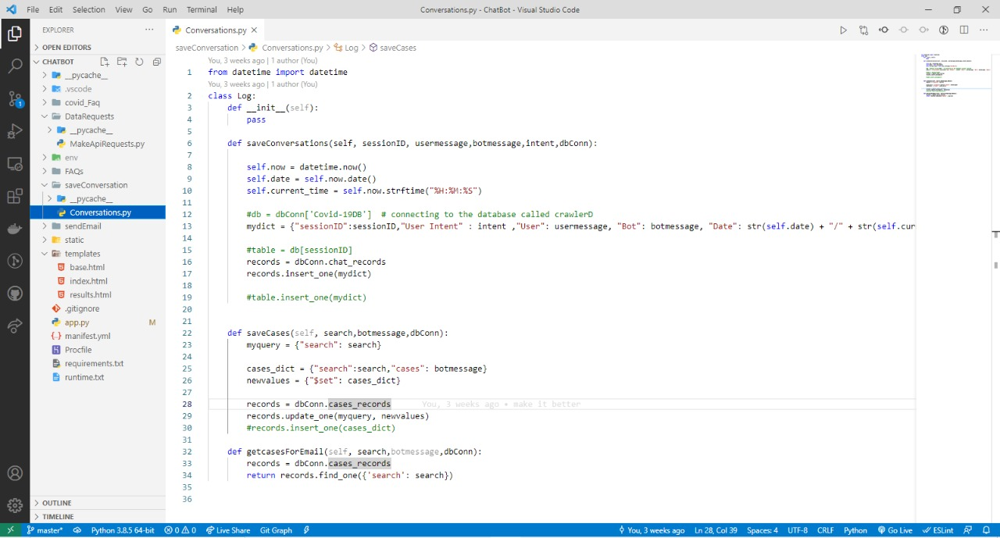 File Edit Selection View Go Run Terminal Help
Conversations.py - ChatBot - Visual Studio Code
EXPLORER
OPEN EDITORS
CHATBOT
__pycache__
.vscode
covid_Faq
DataRequests
__pycache__
MakeApiRequests.py
env
FAQs
saveConversation
__pycache__
Conversations.py
sendEmail
static
templates
base.html
index.html
results.html
.gitignore
app.py M
manifest.yml
Procfile
requirements.txt
runtime.txt
OUTLINE
TIMELINE
1
Conversations.py
saveConversation > Conversations.py > Log > saveCases
You, 3 weeks ago | 1 author (You)
1 from datetime import datetime
You, 3 weeks ago | 1 author (You)
2 class Log:
3 def __init__(self):
4 pass
5
6 def saveConversations(self, sessionID, usermessage,botmessage,intent,dbConn):
7
8 self.now = datetime.now()
9 self.date = self.now.date()
10 self.current_time = self.now.strftime("%H:%M:%S")
11
12 #db = dbConn['Covid-19DB']  # connecting to the database called crawlerD
13 mydict = {"sessionID":sessionID,"User Intent" : intent ,"User": usermessage, "Bot": botmessage, "Date": str(self.date) + "/" + str(self.cur
14
15 #table = db[sessionID]
16 records = dbConn.chat_records
17 records.insert_one(mydict)
18
19 #table.insert_one(mydict)
20
21
22 def saveCases(self, search,botmessage,dbConn):
23 myquery = {"search": search}
24
25 cases_dict = {"search":search,"cases": botmessage}
26 newvalues = {"$set": cases_dict}
27
28 records = dbConn.cases_records You, 3 weeks ago • make it better
29 records.update_one(myquery, newvalues)
30 #records.insert_one(cases_dict)
31
32 def getcasesForEmail(self, search,botmessage,dbConn):
33 records = dbConn.cases_records
34 return records.find_one({'search': search})
35
36
master* Python 3.8.5 64-bit 0 0 Live Share Git Graph You, 3 weeks ago Ln 28, Col 39 Spaces: 4 UTF-8 CRLF Python Go Live ESLint